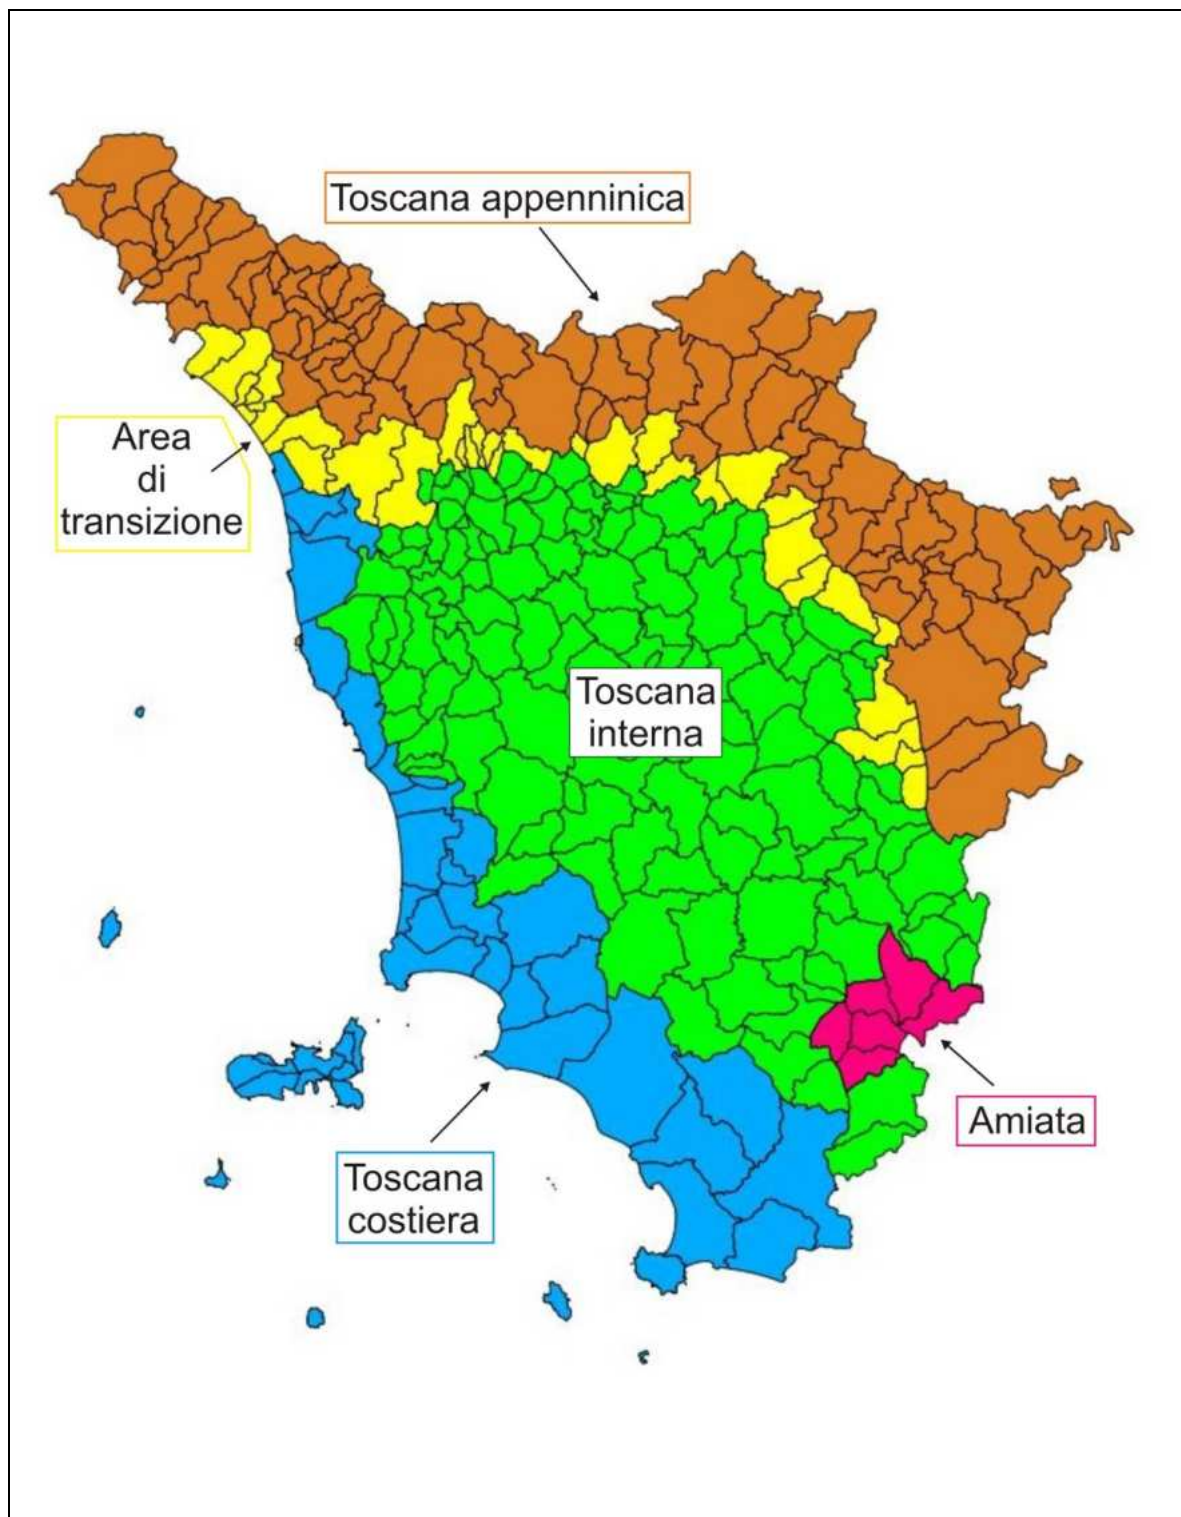 Toscana appenninica
Area
di
transizione
Toscana
interna
Amiata
Toscana
costiera